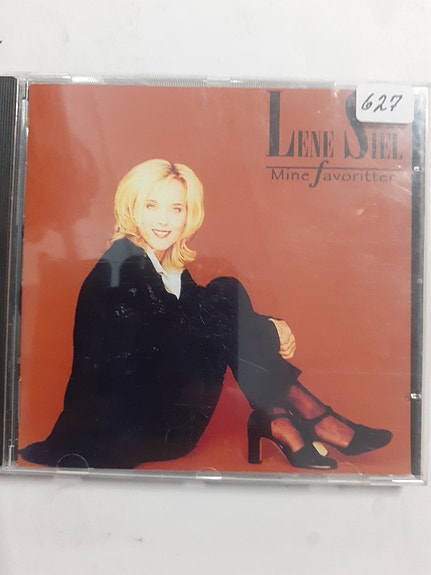 627
LENE SIEL
Mine favoritter